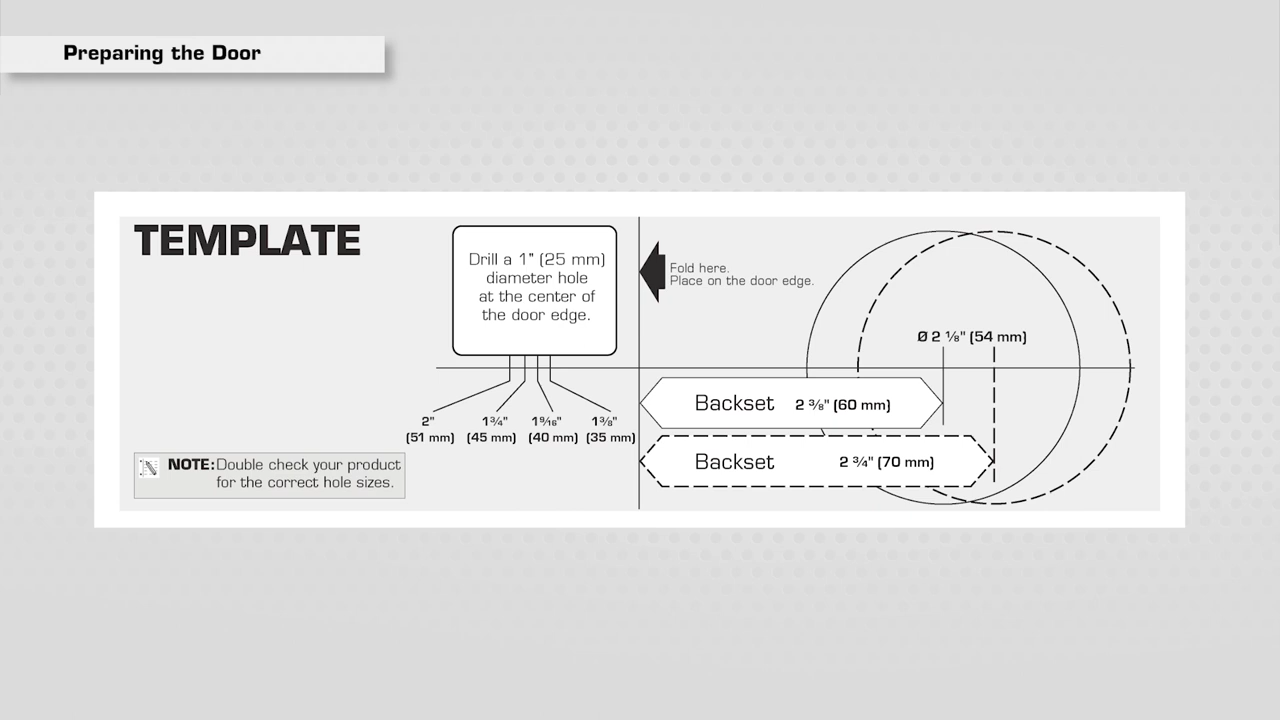 Preparing the Door
TEMPLATE
Drill a 1" (25 mm)
diameter hole
at the center of
the door edge.
Fold here.
Place on the door edge.
Ø 2 ⅛" (54 mm)
Backset 2 ⅜" (60 mm)
2" 1¾" 1⁹⁄₁₆" 1⅜"
(51 mm) (45 mm) (40 mm) (35 mm)
Backset 2 ¾" (70 mm)
NOTE: Double check your product
for the correct hole sizes.